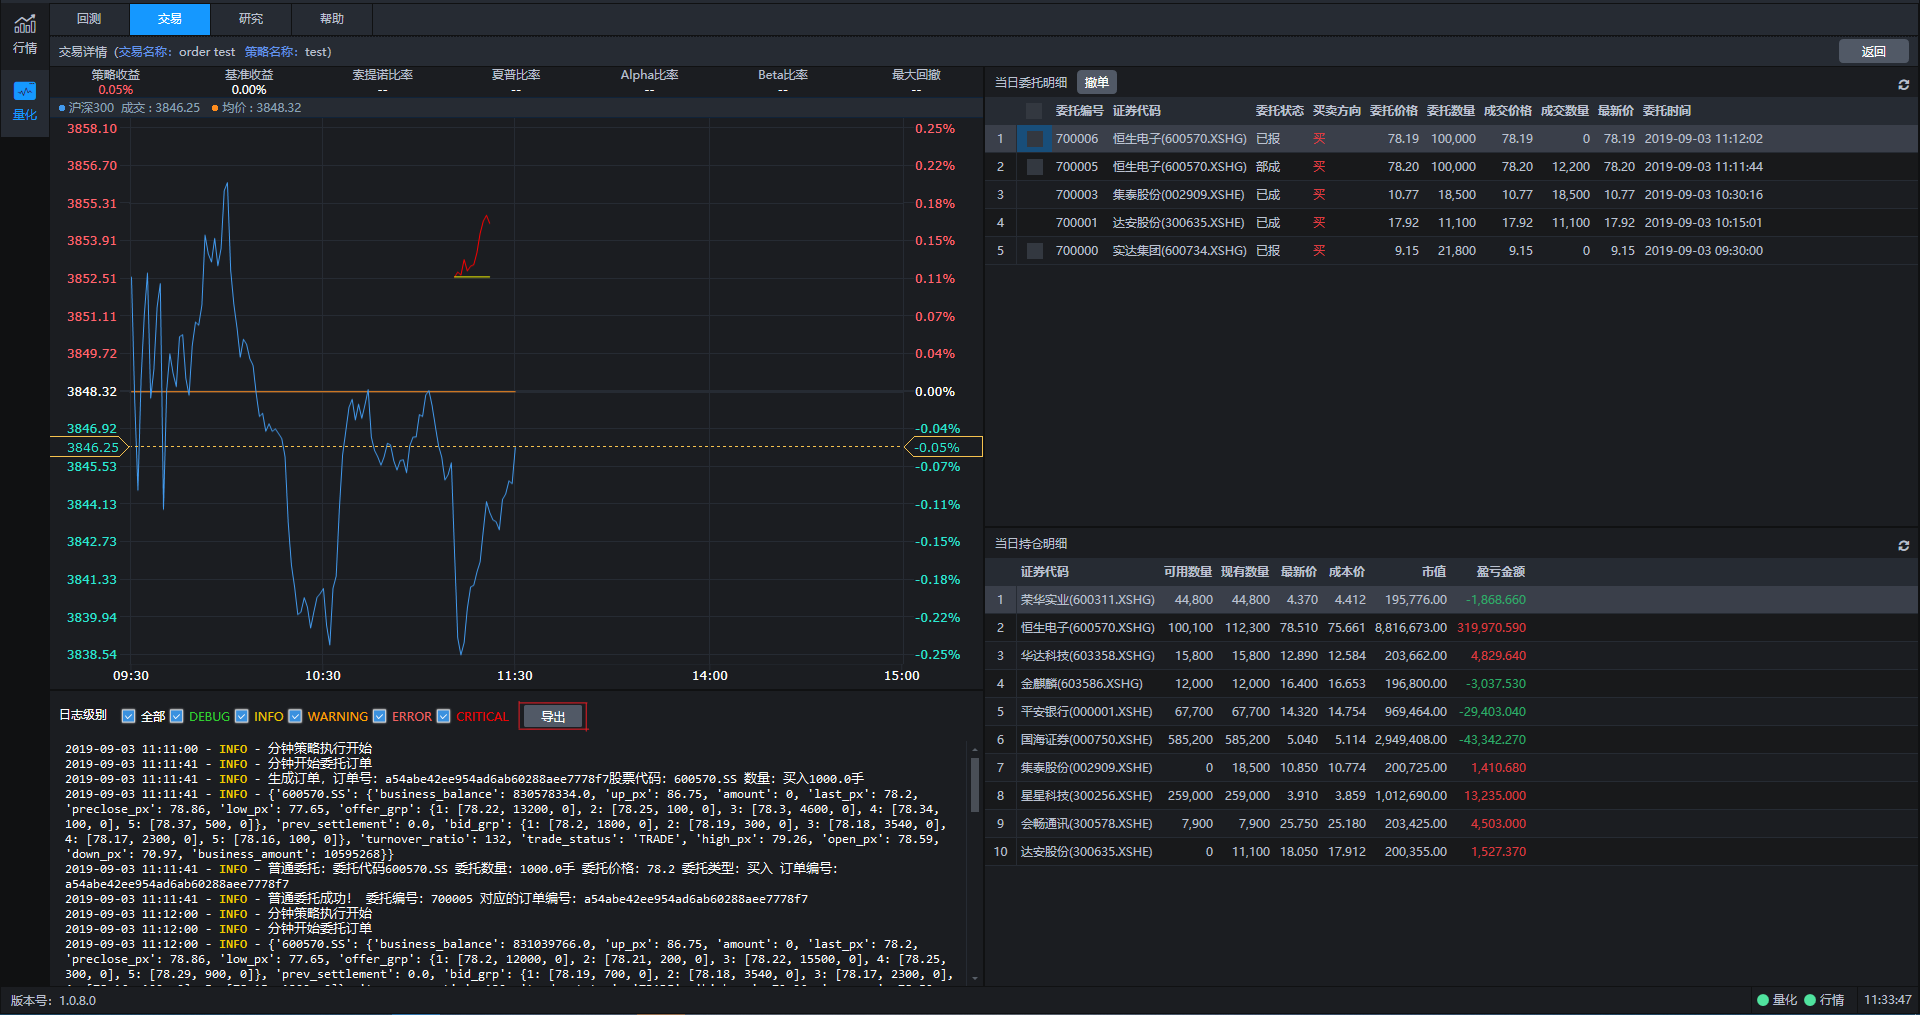 行情
量化
回测 交易 研究 帮助
交易详情 (交易名称: order test 策略名称: test)
返回
策略收益 基准收益 索提诺比率 夏普比率 Alpha比率 Beta比率 最大回撤
0.05% 0.00% -- -- -- -- --
沪深300 成交 : 3846.25 均价 : 3848.32
3858.10 0.25%
3856.70 0.22%
3855.31 0.18%
3853.91 0.15%
3852.51 0.11%
3851.11 0.07%
3849.72 0.04%
3848.32 0.00%
3846.92 -0.04%
3846.25 -0.05%
3845.53 -0.07%
3844.13 -0.11%
3842.73 -0.15%
3841.33 -0.18%
3839.94 -0.22%
3838.54 -0.25%
09:30 10:30 11:30 14:00 15:00
日志级别 全部 DEBUG INFO WARNING ERROR CRITICAL 导出
2019-09-03 11:11:00 - INFO - 分钟策略执行开始
2019-09-03 11:11:41 - INFO - 分钟开始委托订单
2019-09-03 11:11:41 - INFO - 生成订单, 订单号: a54abe42ee954ad6ab60288aee7778f7股票代码: 600570.SS 数量: 买入1000.0手
2019-09-03 11:11:41 - INFO - {'600570.SS': {'business_balance': 830578334.0, 'up_px': 86.75, 'amount': 0, 'last_px': 78.2,
'preclose_px': 78.86, 'low_px': 77.65, 'offer_grp': {1: [78.22, 13200, 0], 2: [78.25, 100, 0], 3: [78.3, 4600, 0], 4: [78.34,
100, 0], 5: [78.37, 500, 0]}, 'prev_settlement': 0.0, 'bid_grp': {1: [78.2, 1800, 0], 2: [78.19, 300, 0], 3: [78.18, 3540, 0],
4: [78.17, 2300, 0], 5: [78.16, 100, 0]}, 'turnover_ratio': 132, 'trade_status': 'TRADE', 'high_px': 79.26, 'open_px': 78.59,
'down_px': 70.97, 'business_amount': 10595268}}
2019-09-03 11:11:41 - INFO - 普通委托: 委托代码600570.SS 委托数量: 1000.0手 委托价格: 78.2 委托类型: 买入 订单编号:
a54abe42ee954ad6ab60288aee7778f7
2019-09-03 11:11:41 - INFO - 普通委托成功! 委托编号: 700005 对应的订单编号: a54abe42ee954ad6ab60288aee7778f7
2019-09-03 11:12:00 - INFO - 分钟策略执行开始
2019-09-03 11:12:00 - INFO - 分钟开始委托订单
2019-09-03 11:12:00 - INFO - {'600570.SS': {'business_balance': 831039766.0, 'up_px': 86.75, 'amount': 0, 'last_px': 78.2,
'preclose_px': 78.86, 'low_px': 77.65, 'offer_grp': {1: [78.2, 12000, 0], 2: [78.21, 200, 0], 3: [78.22, 15500, 0], 4: [78.25,
300, 0], 5: [78.29, 900, 0]}, 'prev_settlement': 0.0, 'bid_grp': {1: [78.19, 700, 0], 2: [78.18, 3540, 0], 3: [78.17, 2300, 0],
当日委托明细 撤单
委托编号 证券代码 委托状态 买卖方向 委托价格 委托数量 成交价格 成交数量 最新价 委托时间
1 700006 恒生电子(600570.XSHG) 已报 买 78.19 100,000 78.19 0 78.19 2019-09-03 11:12:02
2 700005 恒生电子(600570.XSHG) 部成 买 78.20 100,000 78.20 12,200 78.20 2019-09-03 11:11:44
3 700003 集泰股份(002909.XSHE) 已成 买 10.77 18,500 10.77 18,500 10.77 2019-09-03 10:30:16
4 700001 达安股份(300635.XSHE) 已成 买 17.92 11,100 17.92 11,100 17.92 2019-09-03 10:15:01
5 700000 实达集团(600734.XSHG) 已报 买 9.15 21,800 9.15 0 9.15 2019-09-03 09:30:00
当日持仓明细
证券代码 可用数量 现有数量 最新价 成本价 市值 盈亏金额
1 荣华实业(600311.XSHG) 44,800 44,800 4.370 4.412 195,776.00 -1,868.660
2 恒生电子(600570.XSHG) 100,100 112,300 78.510 75.661 8,816,673.00 319,970.590
3 华达科技(603358.XSHG) 15,800 15,800 12.890 12.584 203,662.00 4,829.640
4 金麒麟(603586.XSHG) 12,000 12,000 16.400 16.653 196,800.00 -3,037.530
5 平安银行(000001.XSHE) 67,700 67,700 14.320 14.754 969,464.00 -29,403.040
6 国海证券(000750.XSHE) 585,200 585,200 5.040 5.114 2,949,408.00 -43,342.270
7 集泰股份(002909.XSHE) 0 18,500 10.850 10.774 200,725.00 1,410.680
8 星星科技(300256.XSHE) 259,000 259,000 3.910 3.859 1,012,690.00 13,235.000
9 会畅通讯(300578.XSHE) 7,900 7,900 25.750 25.180 203,425.00 4,503.000
10 达安股份(300635.XSHE) 0 11,100 18.050 17.912 200,355.00 1,527.370
版本号: 1.0.8.0
量化 行情 11:33:47